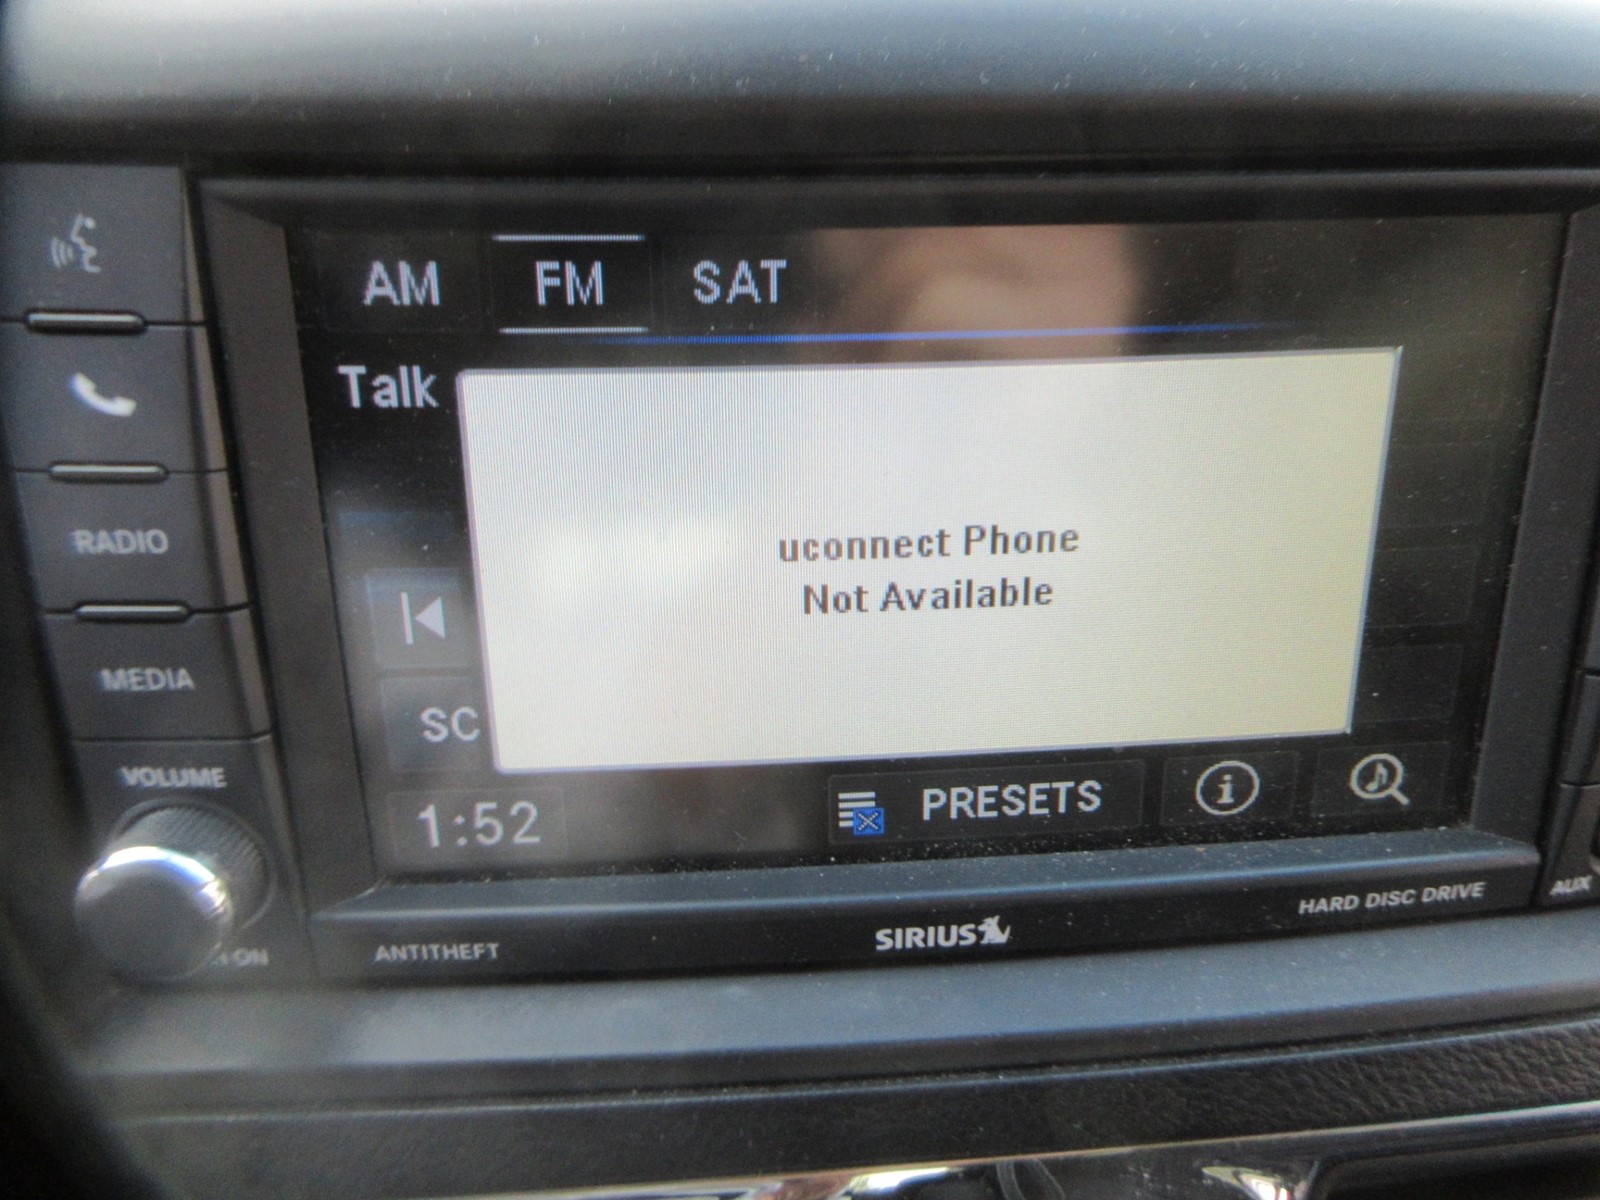 AM FM SAT
Talk
uconnect Phone
Not Available
RADIO
MEDIA
SC
VOLUME
1:52
PRESETS
i
ANTITHEFT
SIRIUS
HARD DISC DRIVE
AUX
ON